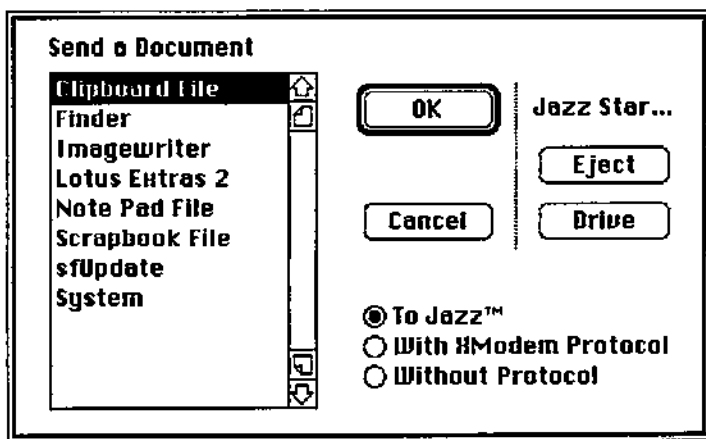 Send a Document
Clipboard File
Finder
Imagewriter
Lotus Extras 2
Note Pad File
Scrapbook File
sfUpdate
System
OK
Cancel
Jazz Star...
Eject
Drive
To Jazz™
With XModem Protocol
Without Protocol